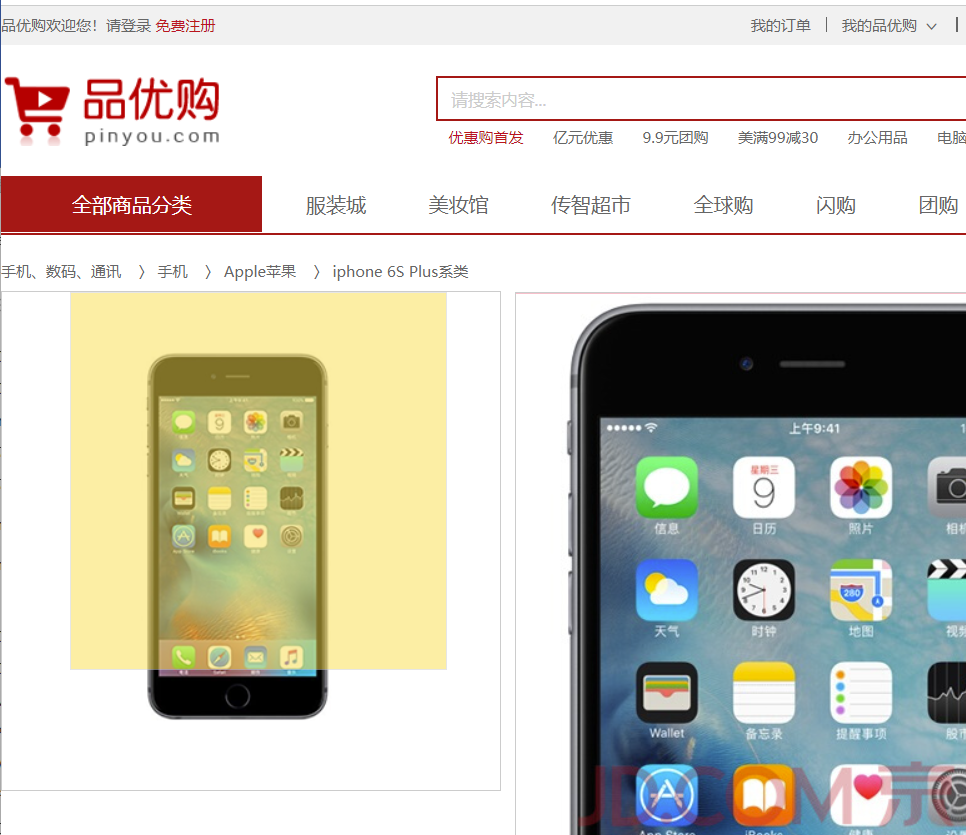 品优购欢迎您！请登录 免费注册 我的订单 我的品优购
品优购
pinyou.com
请搜索内容...
优惠购首发 亿元优惠 9.9元团购 美满99减30 办公用品 电脑
全部商品分类 服装城 美妆馆 传智超市 全球购 闪购 团购
手机、数码、通讯 〉 手机 〉 Apple苹果 〉 iphone 6S Plus系类
上午9:41
星期三
9
信息 日历 照片 相机
280
天气 时钟 地图 视频
Wallet 备忘录 提醒事项 股市
JD.COM 京
App Store iBooks 健康